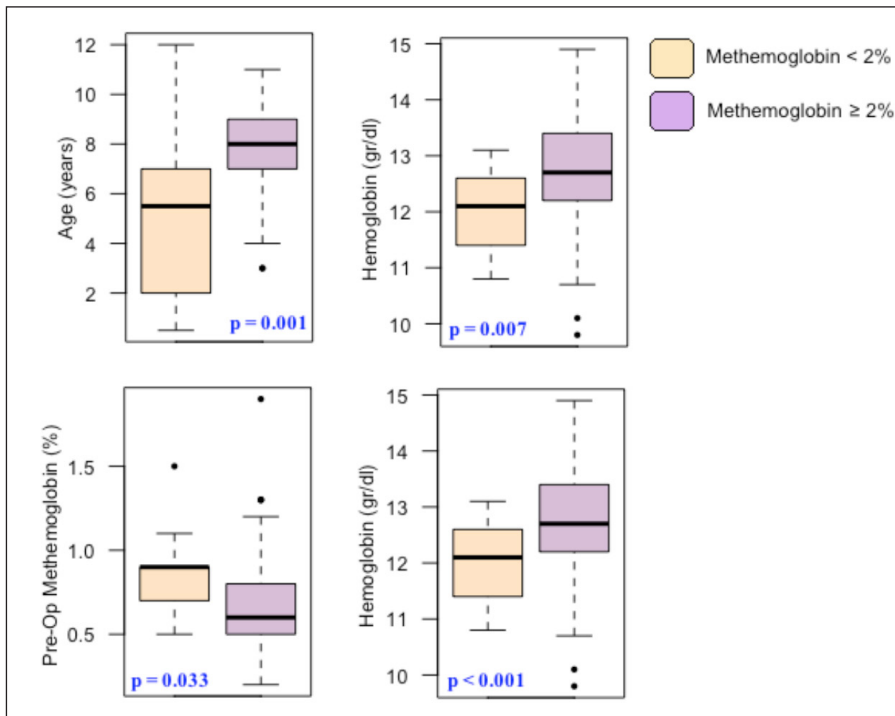 Methemoglobin < 2%
Methemoglobin ≥ 2%
Age (years)
12
10
8
6
4
2
p = 0.001
Hemoglobin (gr/dl)
15
14
13
12
11
10
p = 0.007
Pre-Op Methemoglobin (%)
1.5
1.0
0.5
p = 0.033
Hemoglobin (gr/dl)
15
14
13
12
11
10
p < 0.001